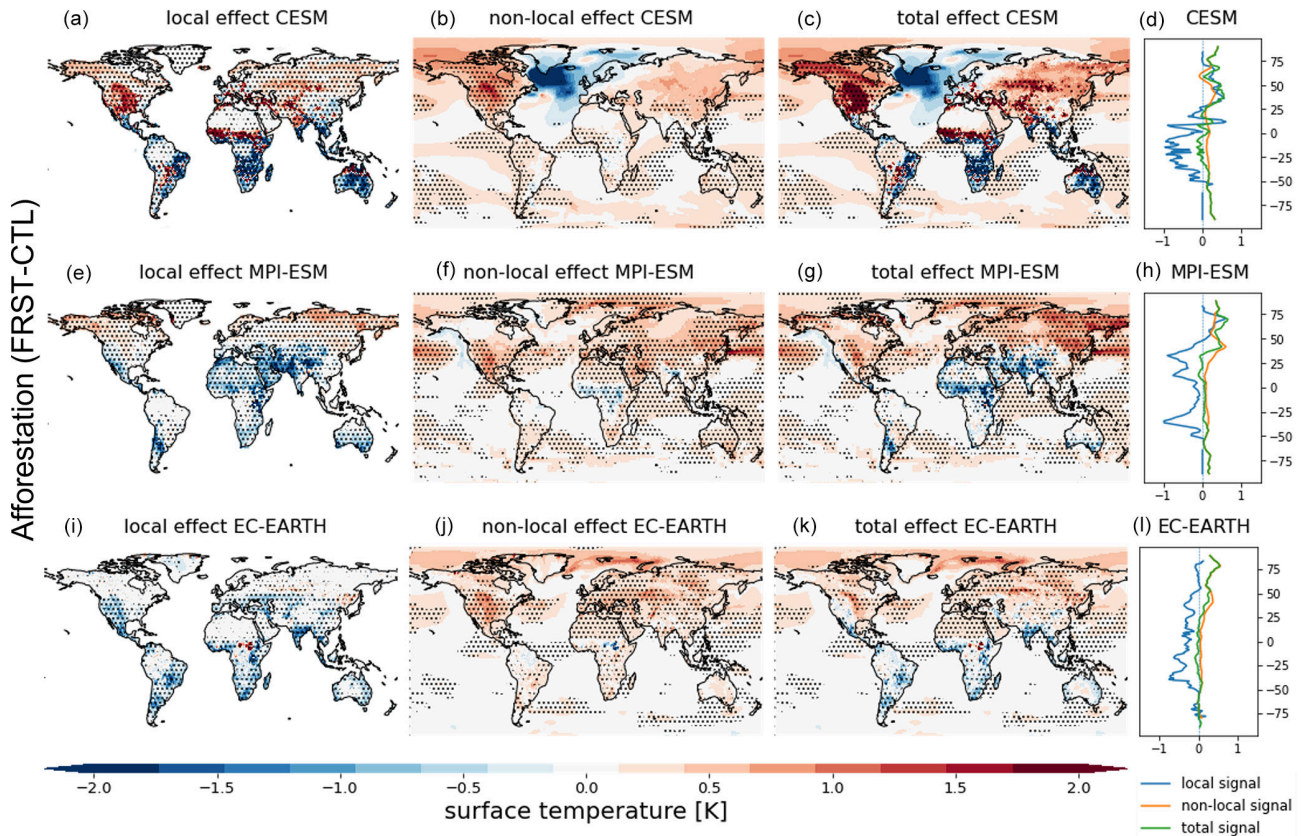 (a) local effect CESM
(b) non-local effect CESM
(c) total effect CESM
(d) CESM
75
50
25
0
−25
−50
−75
−1 0 1
Afforestation (FRST-CTL)
(e) local effect MPI-ESM
(f) non-local effect MPI-ESM
(g) total effect MPI-ESM
(h) MPI-ESM
75
50
25
0
−25
−50
−75
−1 0 1
(i) local effect EC-EARTH
(j) non-local effect EC-EARTH
(k) total effect EC-EARTH
(l) EC-EARTH
75
50
25
0
−25
−50
−75
−1 0 1
−2.0 −1.5 −1.0 −0.5 0.0 0.5 1.0 1.5 2.0
surface temperature [K]
local signal
non-local signal
total signal